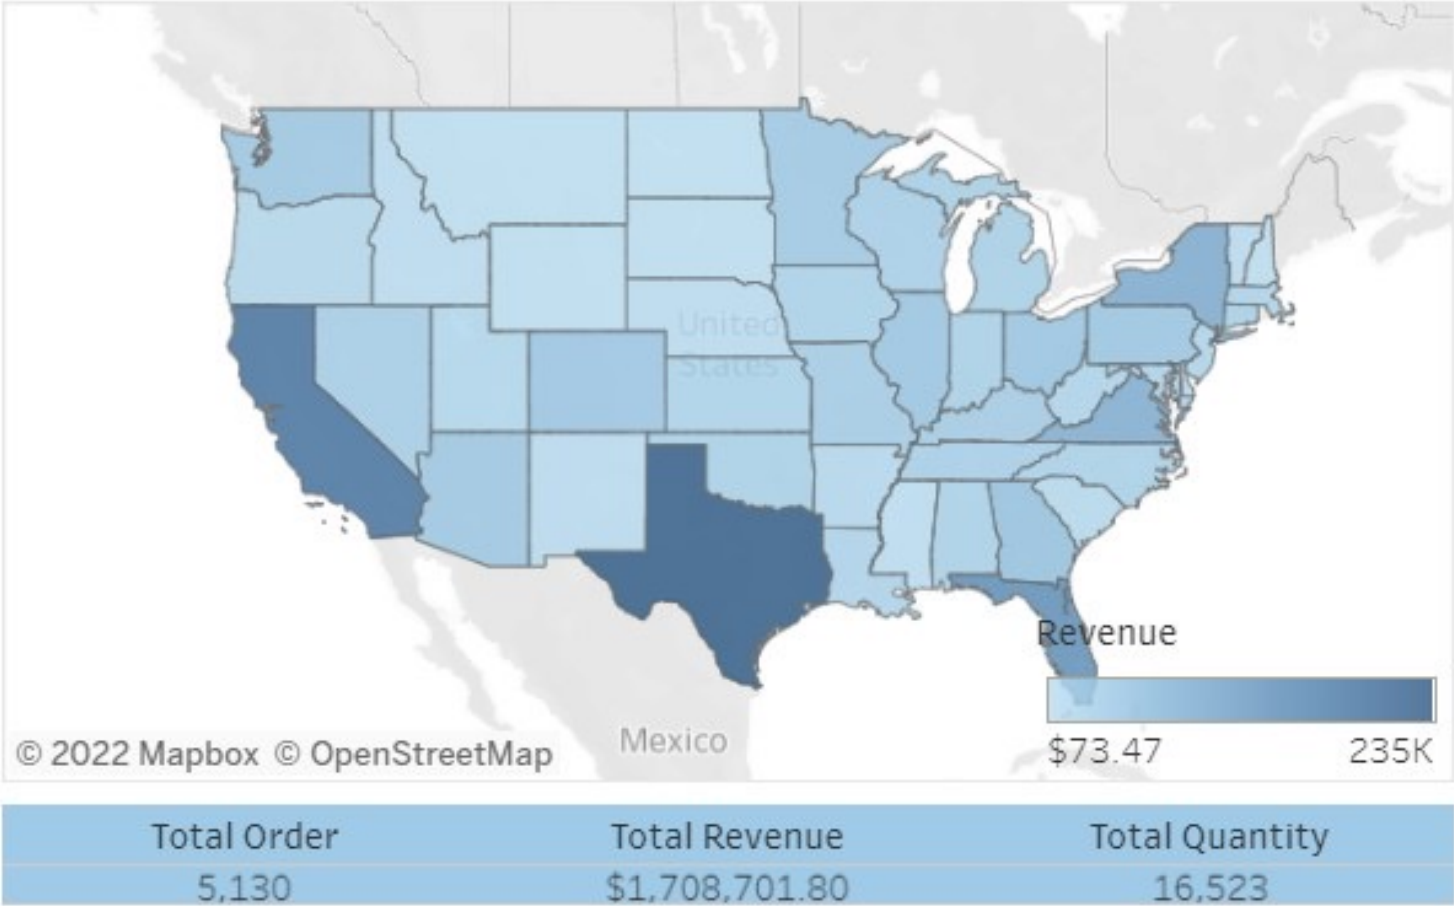 United
States
Revenue
$73.47 235K
Mexico
© 2022 Mapbox © OpenStreetMap
Total Order Total Revenue Total Quantity
5,130 $1,708,701.80 16,523